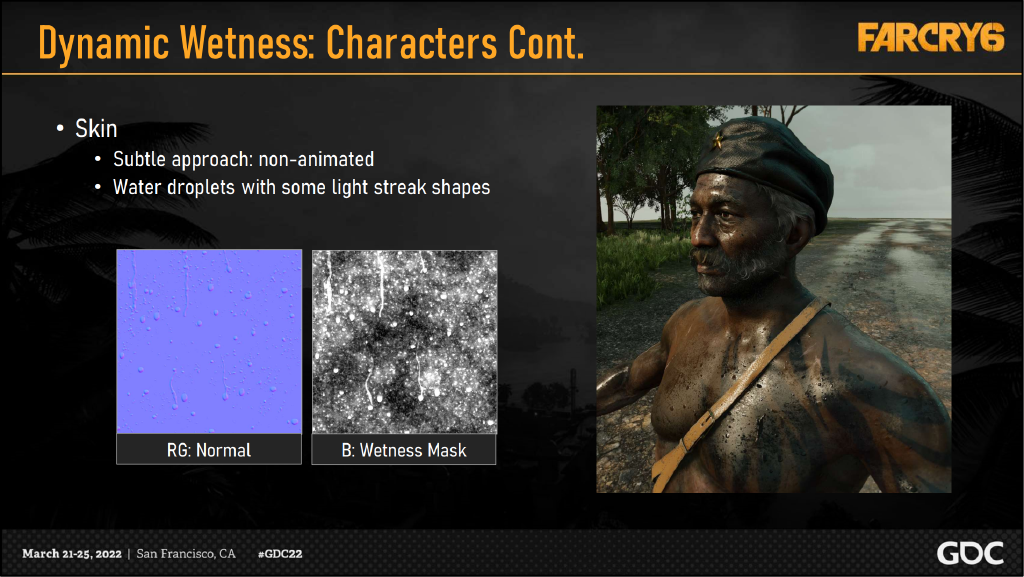 Dynamic Wetness: Characters Cont.
FARCRY6
• Skin
• Subtle approach: non-animated
• Water droplets with some light streak shapes
RG: Normal
B: Wetness Mask
March 21-25, 2022 | San Francisco, CA #GDC22
GDC